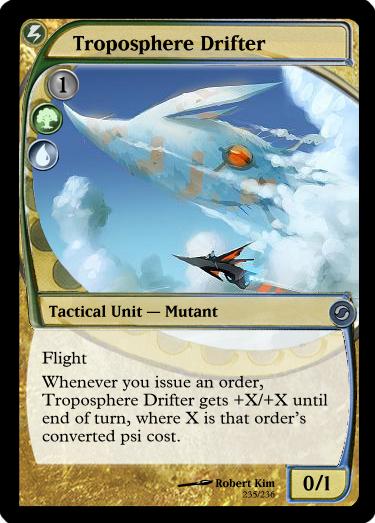 Troposphere Drifter
1
Tactical Unit — Mutant
Flight
Whenever you issue an order,
Troposphere Drifter gets +X/+X until
end of turn, where X is that order's
converted psi cost.
Robert Kim
235/236
0/1